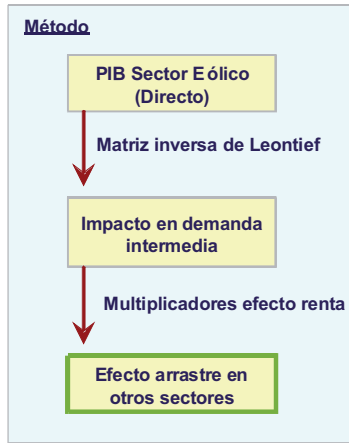 Método
PIB Sector Eólico
(Directo)
Matriz inversa de Leontief
Impacto en demanda
intermedia
Multiplicadores efecto renta
Efecto arrastre en
otros sectores